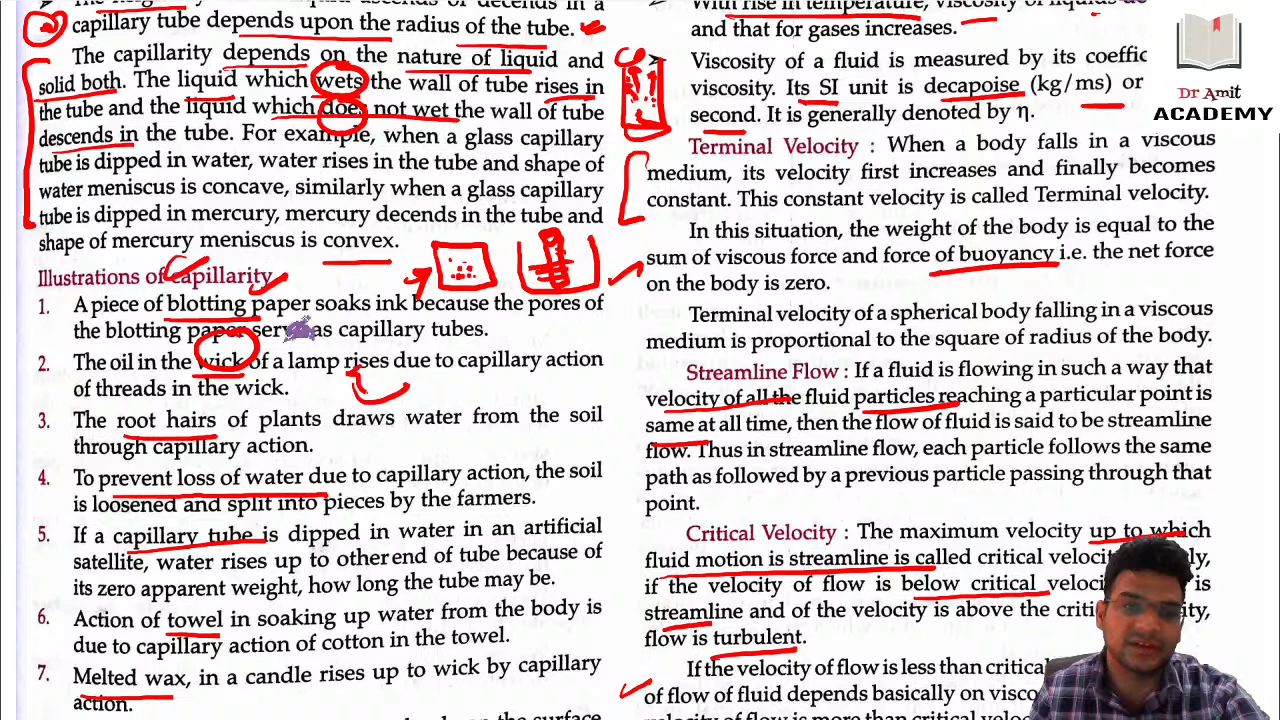 capillary tube depends upon the radius of the tube.
The capillarity depends on the nature of liquid and
solid both. The liquid which wets the wall of tube rises in
the tube and the liquid which does not wet the wall of tube
descends in the tube. For example, when a glass capillary
tube is dipped in water, water rises in the tube and shape of
water meniscus is concave, similarly when a glass capillary
tube is dipped in mercury, mercury decends in the tube and
shape of mercury meniscus is convex.
Illustrations of capillarity
1. A piece of blotting paper soaks ink because the pores of
the blotting paper serve as capillary tubes.
2. The oil in the wick of a lamp rises due to capillary action
of threads in the wick.
3. The root hairs of plants draws water from the soil
through capillary action.
4. To prevent loss of water due to capillary action, the soil
is loosened and split into pieces by the farmers.
5. If a capillary tube is dipped in water in an artificial
satellite, water rises up to other end of tube because of
its zero apparent weight, how long the tube may be.
6. Action of towel in soaking up water from the body is
due to capillary action of cotton in the towel.
7. Melted wax, in a candle rises up to wick by capillary
action.
With rise in temperature, viscosity of liquids
and that for gases increases.
Viscosity of a fluid is measured by its coeffic
viscosity. Its SI unit is decapoise (kg/ms) or
second. It is generally denoted by η.
Terminal Velocity : When a body falls in a viscous
medium, its velocity first increases and finally becomes
constant. This constant velocity is called Terminal velocity.
In this situation, the weight of the body is equal to the
sum of viscous force and force of buoyancy i.e. the net force
on the body is zero.
Terminal velocity of a spherical body falling in a viscous
medium is proportional to the square of radius of the body.
Streamline Flow : If a fluid is flowing in such a way that
velocity of all the fluid particles reaching a particular point is
same at all time, then the flow of fluid is said to be streamline
flow. Thus in streamline flow, each particle follows the same
path as followed by a previous particle passing through that
point.
Critical Velocity : The maximum velocity up to which
fluid motion is streamline is called critical velocit ly,
if the velocity of flow is below critical veloci is
streamline and of the velocity is above the criti ity,
flow is turbulent.
If the velocity of flow is less than critical
of flow of fluid depends basically on visco
Dr Amit
ACADEMY